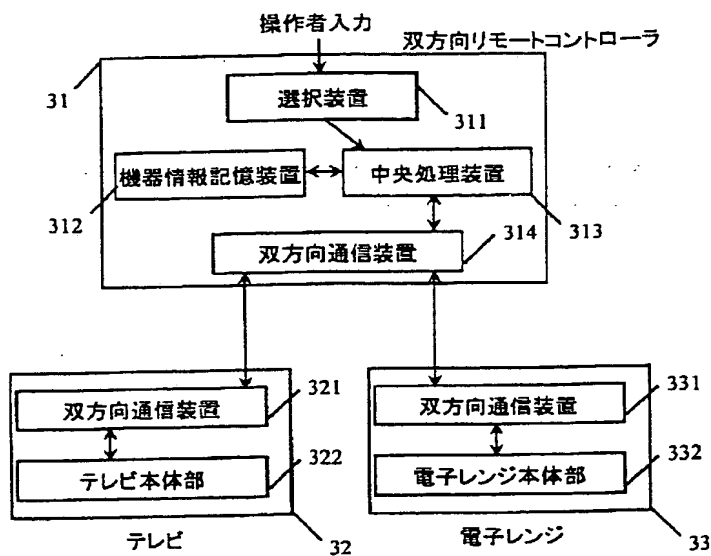 操作者入力
双方向リモートコントローラ
31
選択装置
311
機器情報記憶装置
中央処理装置
312
313
314
双方向通信装置
321
双方向通信装置
331
双方向通信装置
322
テレビ本体部
332
電子レンジ本体部
テレビ
32
電子レンジ
33